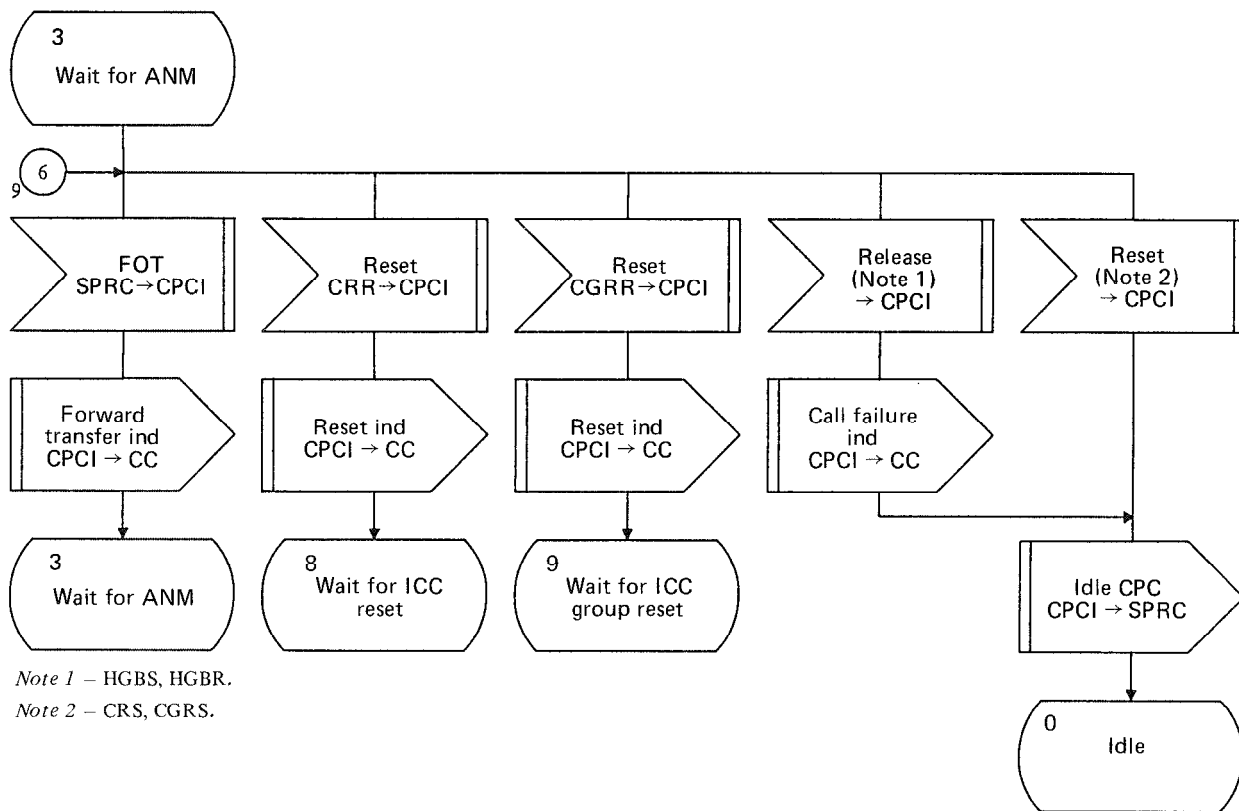 3
Wait for ANM
6
9
FOT
SPRC→CPCI
Reset
CRR→CPCI
Reset
CGRR→CPCI
Release
(Note 1)
→ CPCI
Reset
(Note 2)
→ CPCI
Forward
transfer ind
CPCI → CC
Reset ind
CPCI → CC
Reset ind
CPCI → CC
Call failure
ind
CPCI → CC
3
Wait for ANM
8
Wait for ICC
reset
9
Wait for ICC
group reset
Idle CPC
CPCI → SPRC
Note 1 – HGBS, HGBR.
Note 2 – CRS, CGRS.
0
Idle